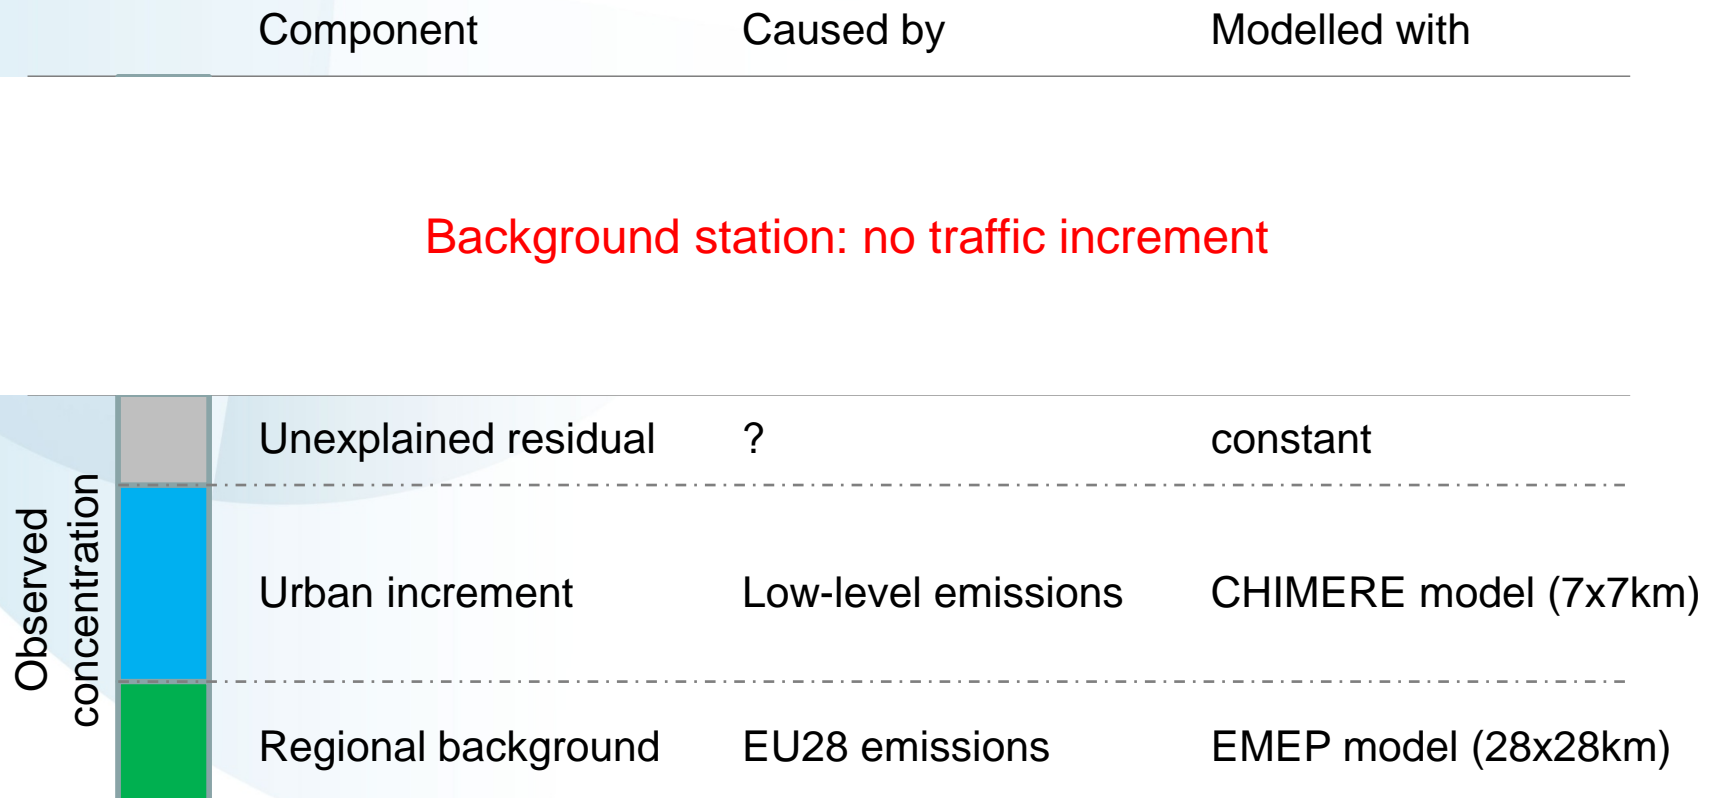 Component Caused by Modelled with
Background station: no traffic increment
Observed
concentration
Unexplained residual ? constant
Urban increment Low-level emissions CHIMERE model (7x7km)
Regional background EU28 emissions EMEP model (28x28km)